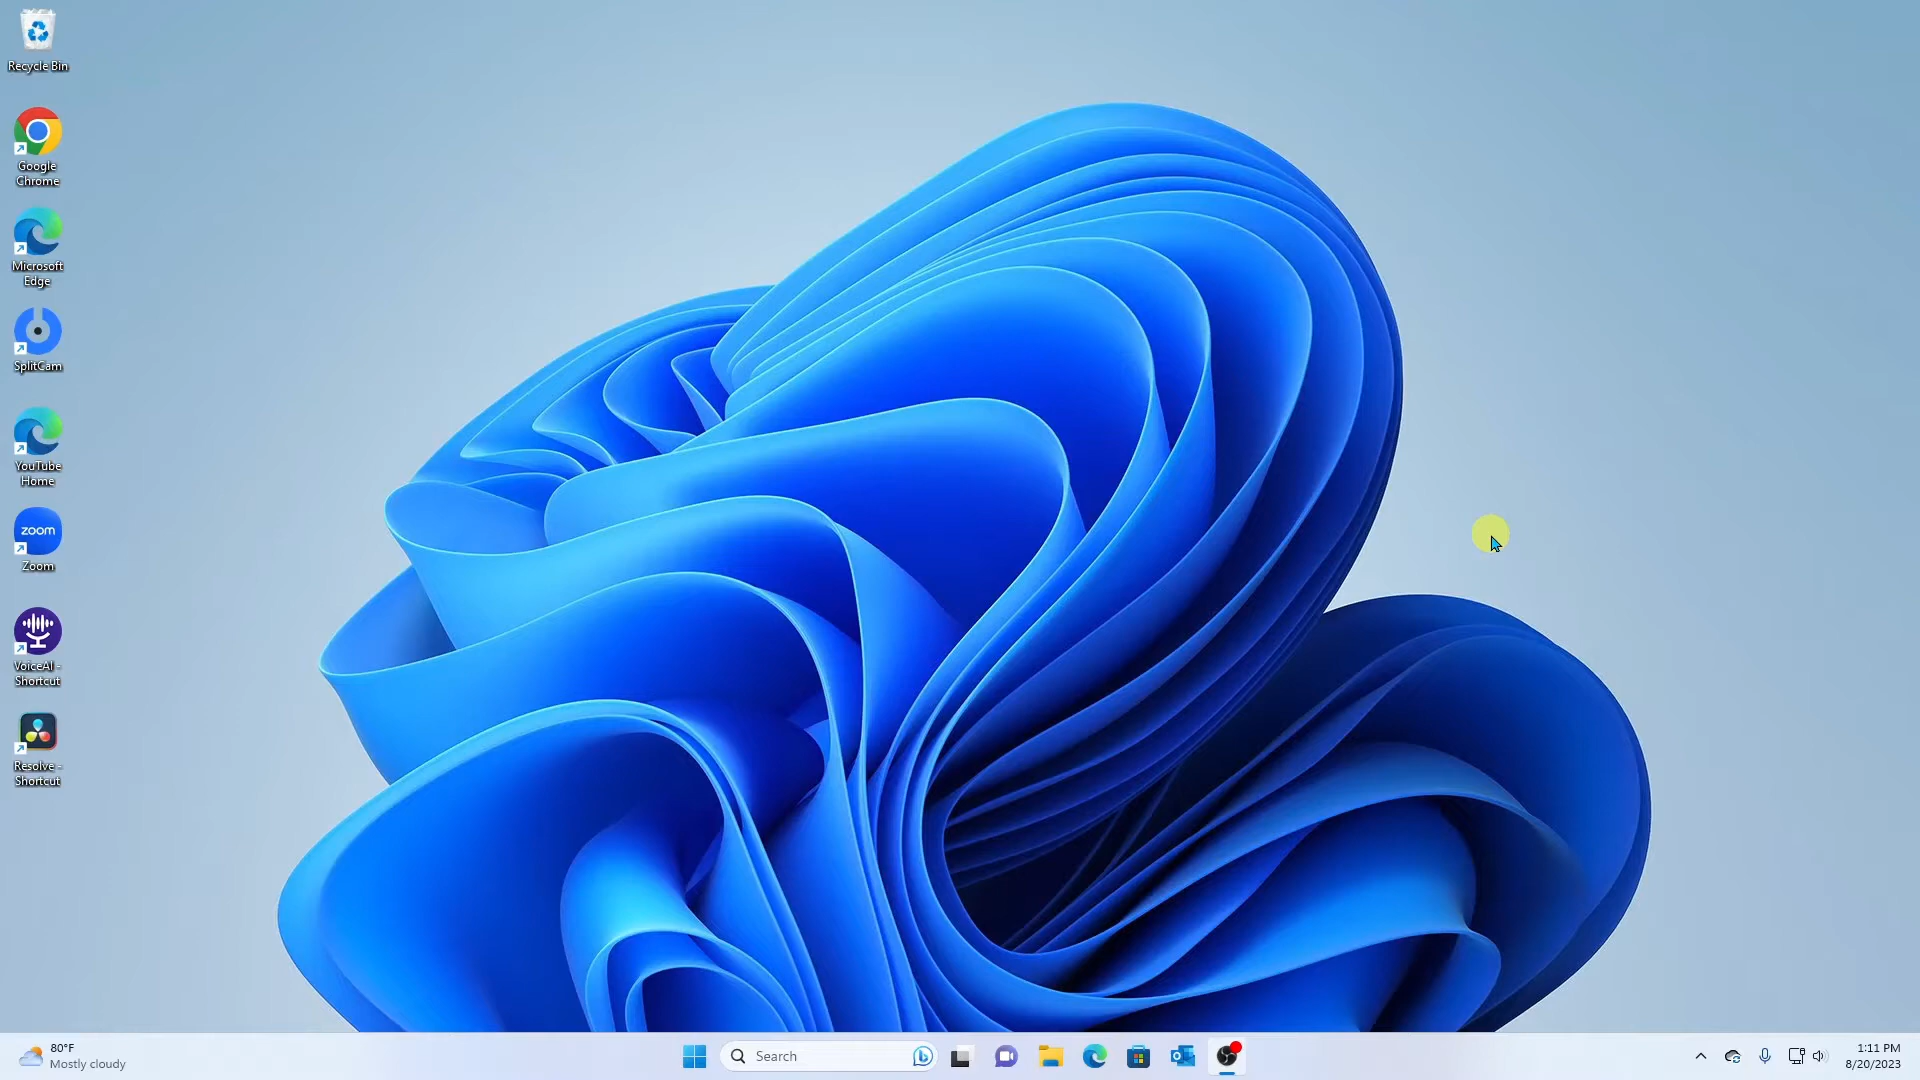 Recycle Bin
Google
Chrome
Microsoft
Edge
SplitCam
YouTube
Home
zoom
Zoom
VoiceAI -
Shortcut
Resolve -
Shortcut
80°F
Mostly cloudy
Search
1:11 PM
8/20/2023